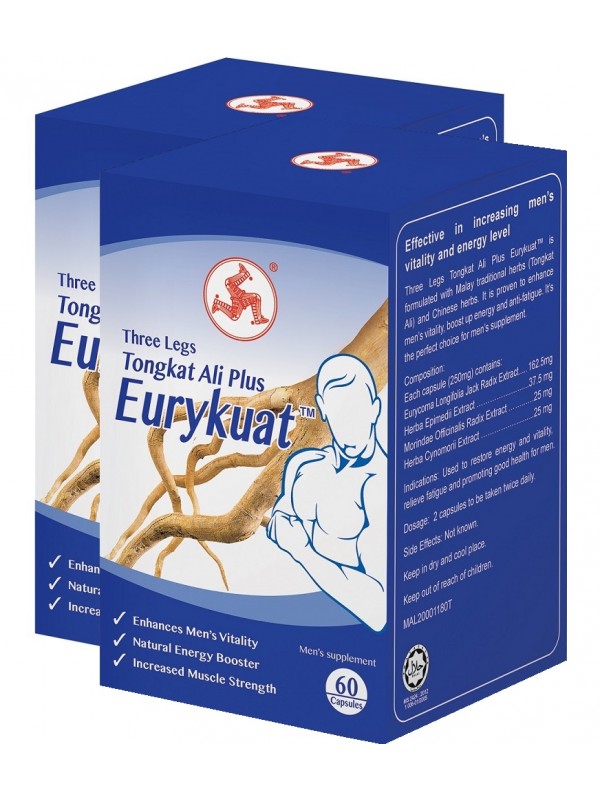 Three Legs
Tongkat Ali Plus
Eurykuat™
®
✓ Enhances Men's Vitality
✓ Natural Energy Booster
✓ Increased Muscle Strength
Men's supplement
60
Capsules
Effective in increasing men's
vitality and energy level
Three Legs Tongkat Ali Plus Eurykuat™ is
formulated with Malay traditional herbs (Tongkat
Ali) and Chinese herbs. It is proven to enhance
men's vitality, boost up energy and anti-fatigue. It's
the perfect choice for men's supplement.
Composition:
Each capsule (250mg) contains:
Eurycoma Longifolia Jack Radix Extract.... 162.5mg
Herba Epimedii Extract ........................ 37.5 mg
Morindae Officinalis Radix Extract .......... 25 mg
Herba Cynomorii Extract ...................... 25 mg
Indications: Used to restore energy and vitality,
relieve fatigue and promoting good health for men.
Dosage: 2 capsules to be taken twice daily.
Side Effects: Not known.
Keep in dry and cool place.
Keep out of reach of children.
MAL20001180T
حلال
Three Legs
Tongka
Eu
✓ Enhan
✓ Natura
✓ Increa